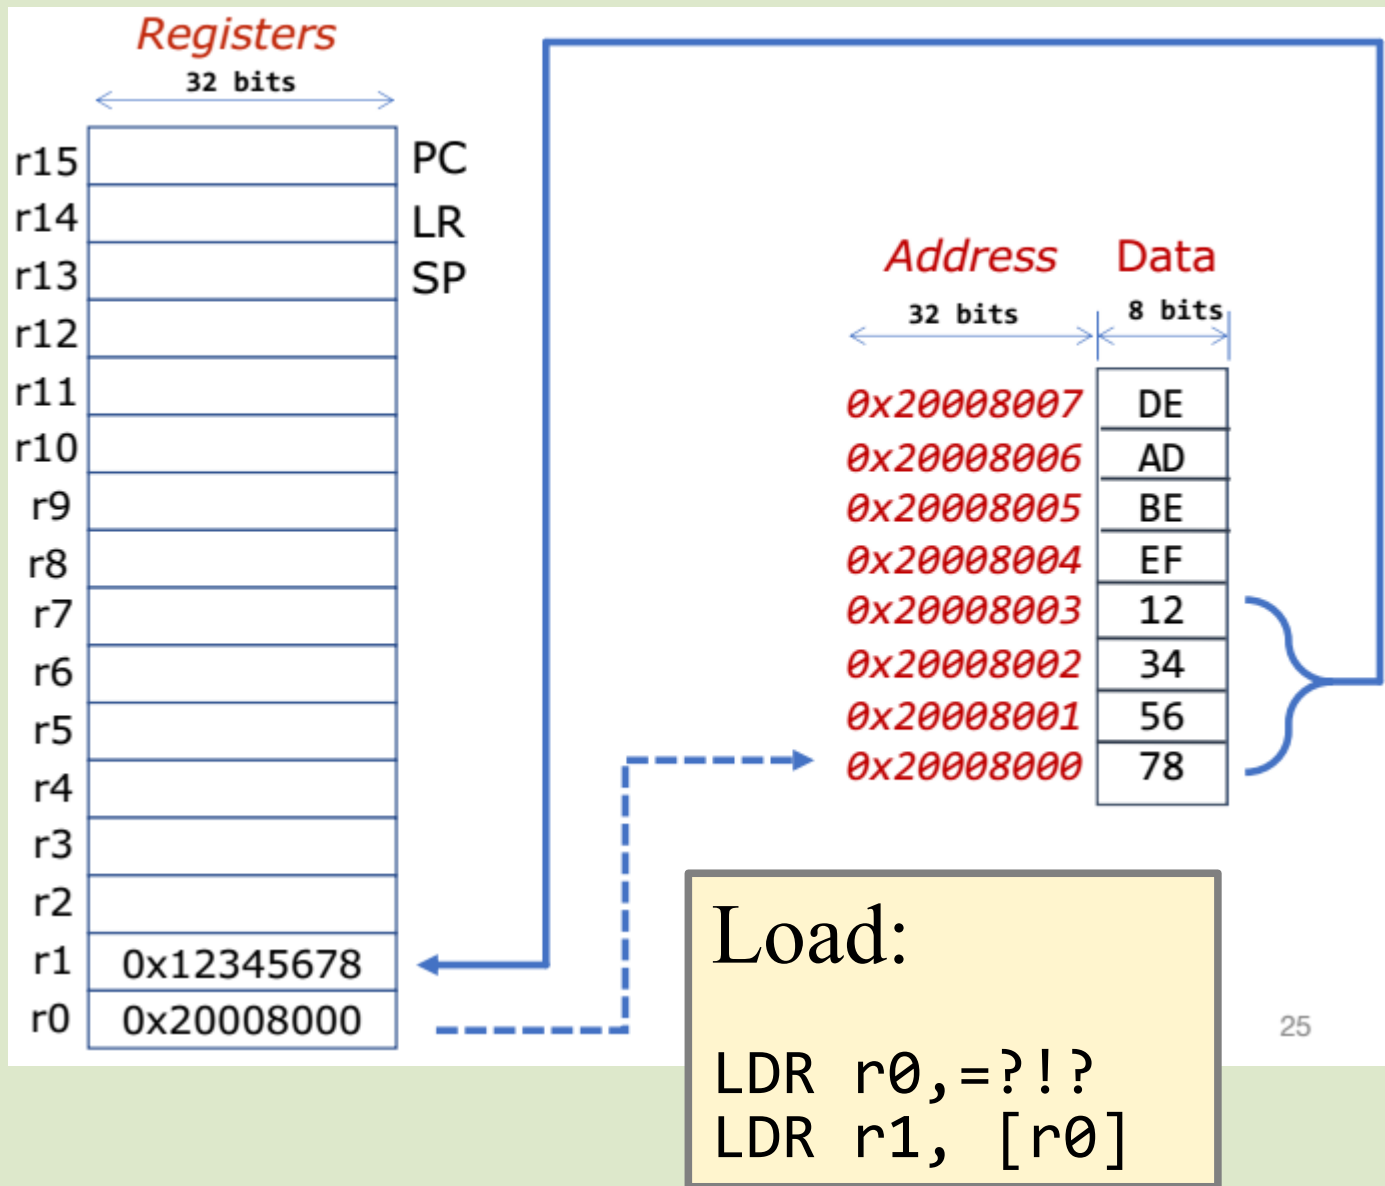 Registers
32 bits
r15 PC
r14 LR
r13 SP
r12
r11
r10
r9
r8
r7
r6
r5
r4
r3
r2
r1 0x12345678
r0 0x20008000
Address Data
32 bits 8 bits
0x20008007 DE
0x20008006 AD
0x20008005 BE
0x20008004 EF
0x20008003 12
0x20008002 34
0x20008001 56
0x20008000 78
Load:
LDR r0,=?!?
LDR r1, [r0]
25